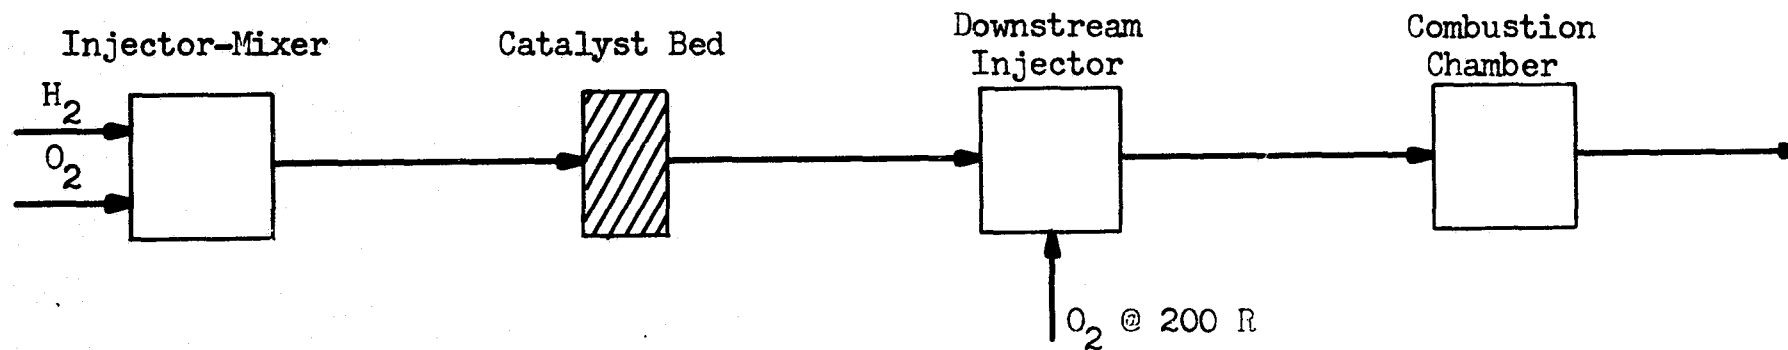 Injector-Mixer
Catalyst Bed
Downstream
Injector
Combustion
Chamber
H2
O2
O2 @ 200 R